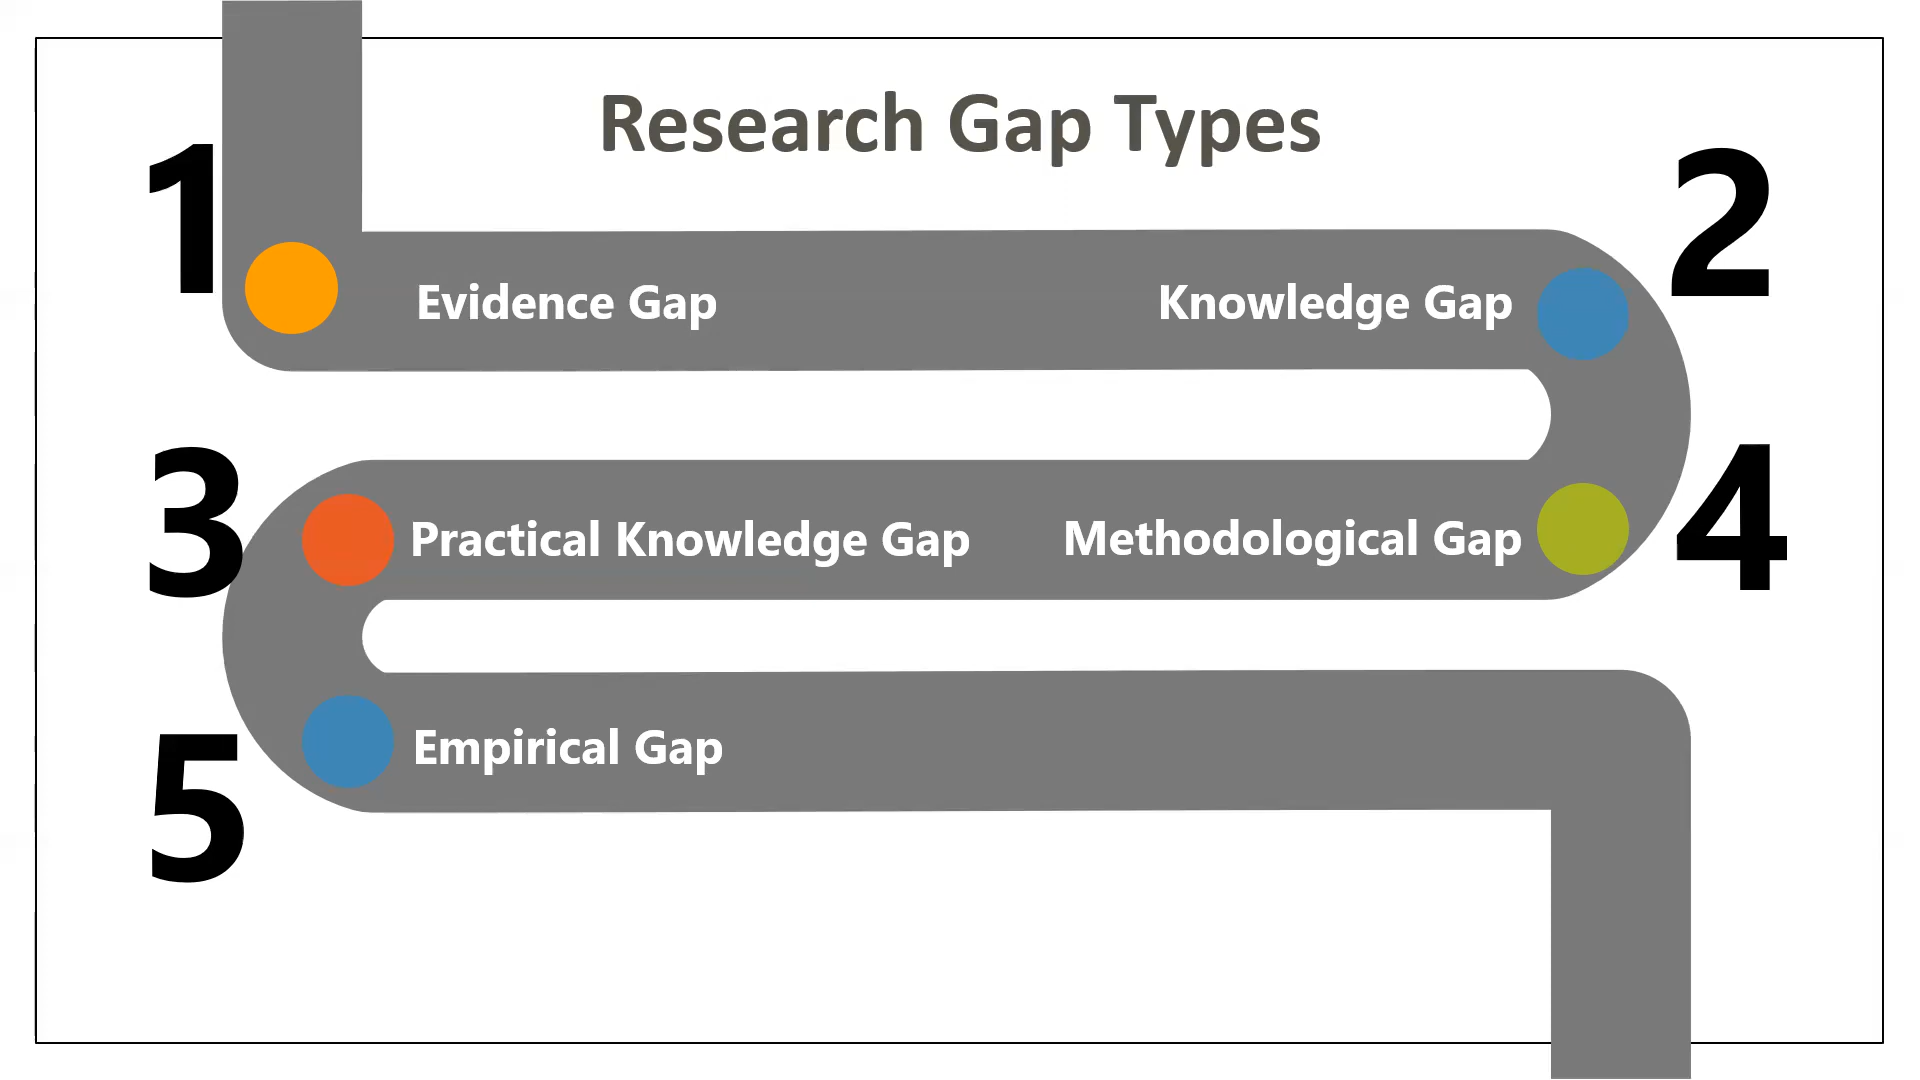 Research Gap Types
1
Evidence Gap
Knowledge Gap
2
3
Practical Knowledge Gap
Methodological Gap
4
5
Empirical Gap